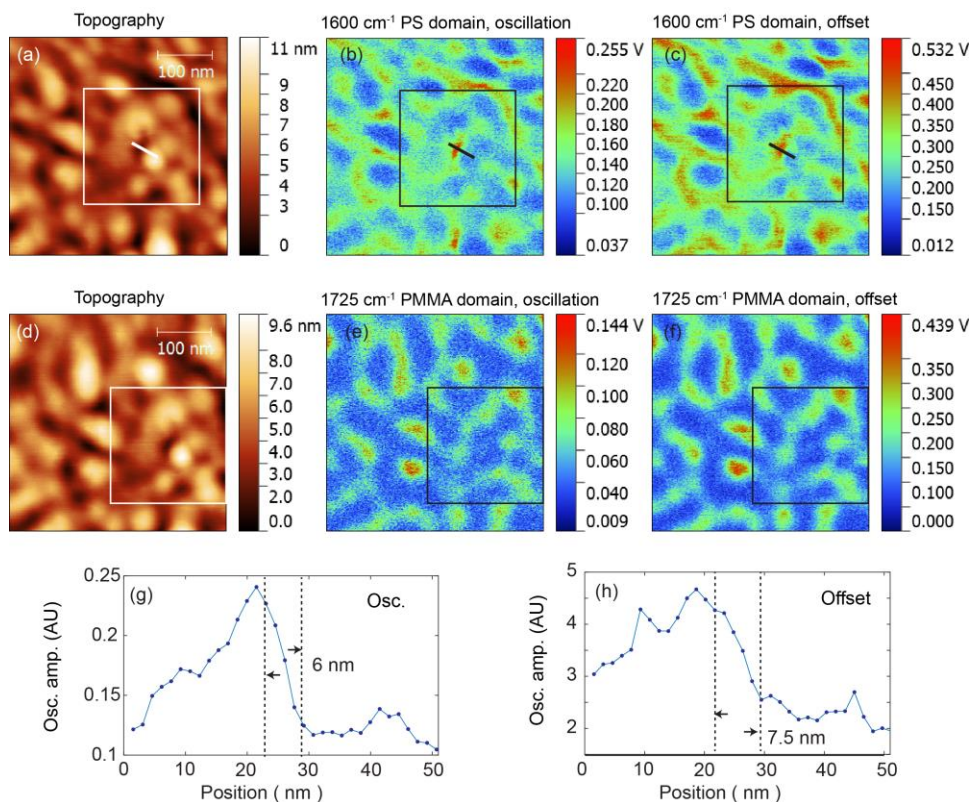 Topography
(a)
100 nm
11 nm
9
8
6
5
4
3
0
1600 cm⁻¹ PS domain, oscillation
(b)
0.255 V
0.220
0.200
0.180
0.160
0.140
0.120
0.100
0.037
1600 cm⁻¹ PS domain, offset
(c)
0.532 V
0.450
0.400
0.350
0.300
0.250
0.200
0.150
0.012
Topography
(d)
100 nm
9.6 nm
8.0
7.0
6.0
5.0
4.0
3.0
2.0
0.0
1725 cm⁻¹ PMMA domain, oscillation
(e)
0.144 V
0.100
0.080
0.060
0.040
0.009
1725 cm⁻¹ PMMA domain, offset
(f)
0.439 V
0.350
0.300
0.250
0.200
0.150
0.100
0.000
(g)
Osc.
6 nm
Osc. amp. (AU)
0.25
0.15
0.1
0
10
20
30
40
50
Position ( nm )
(h)
Offset
7.5 nm
Osc. amp. (AU)
5
4
3
2
0
10
20
30
40
50
Position ( nm )